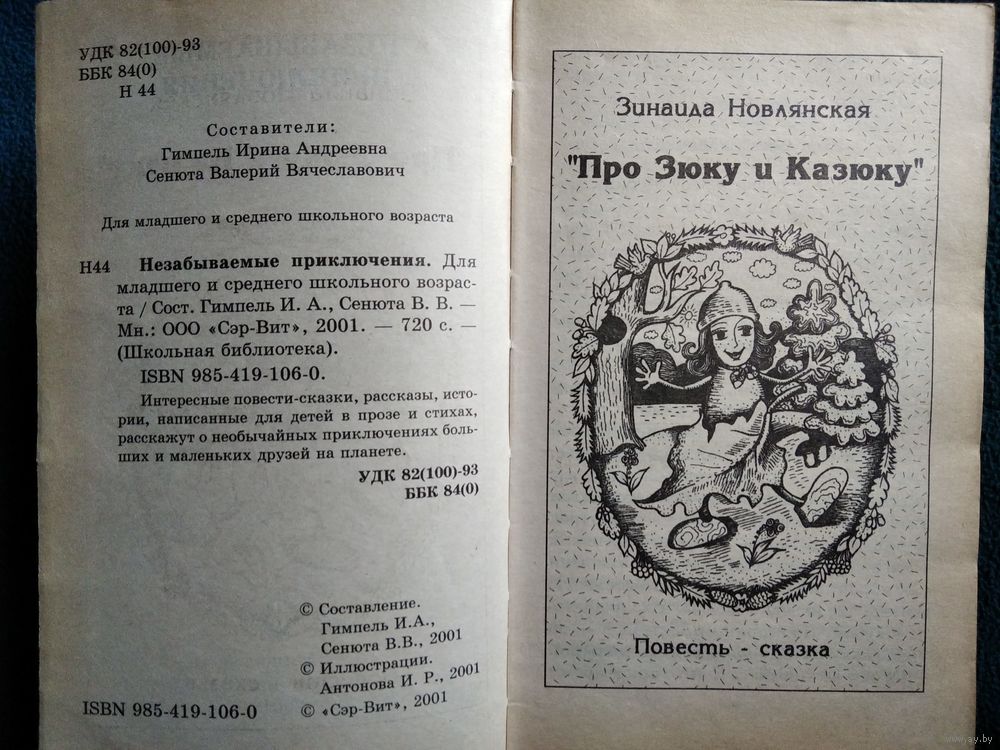 УДК 82(100)-93
ББК 84(0)
Н 44
Составители:
Гимпель Ирина Андреевна
Сенюта Валерий Вячеславович
Для младшего и среднего школьного возраста
Н44 Незабываемые приключения. Для
младшего и среднего школьного возрас-
та / Сост. Гимпель И. А., Сенюта В. В. —
Мн.: ООО «Сэр-Вит», 2001. — 720 с. —
(Школьная библиотека).
ISBN 985-419-106-0.
Интересные повести-сказки, рассказы, исто-
рии, написанные для детей в прозе и стихах,
расскажут о необычайных приключениях боль-
ших и маленьких друзей на планете.
УДК 82(100)-93
ББК 84(0)
© Составление.
Гимпель И.А.,
Сенюта В.В., 2001
© Иллюстрации.
Антонова И. Р., 2001
ISBN 985-419-106-0 © «Сэр-Вит», 2001
Зинаида Новлянская
"Про Зюку и Казюку"
Повесть - сказка
www.ay.by